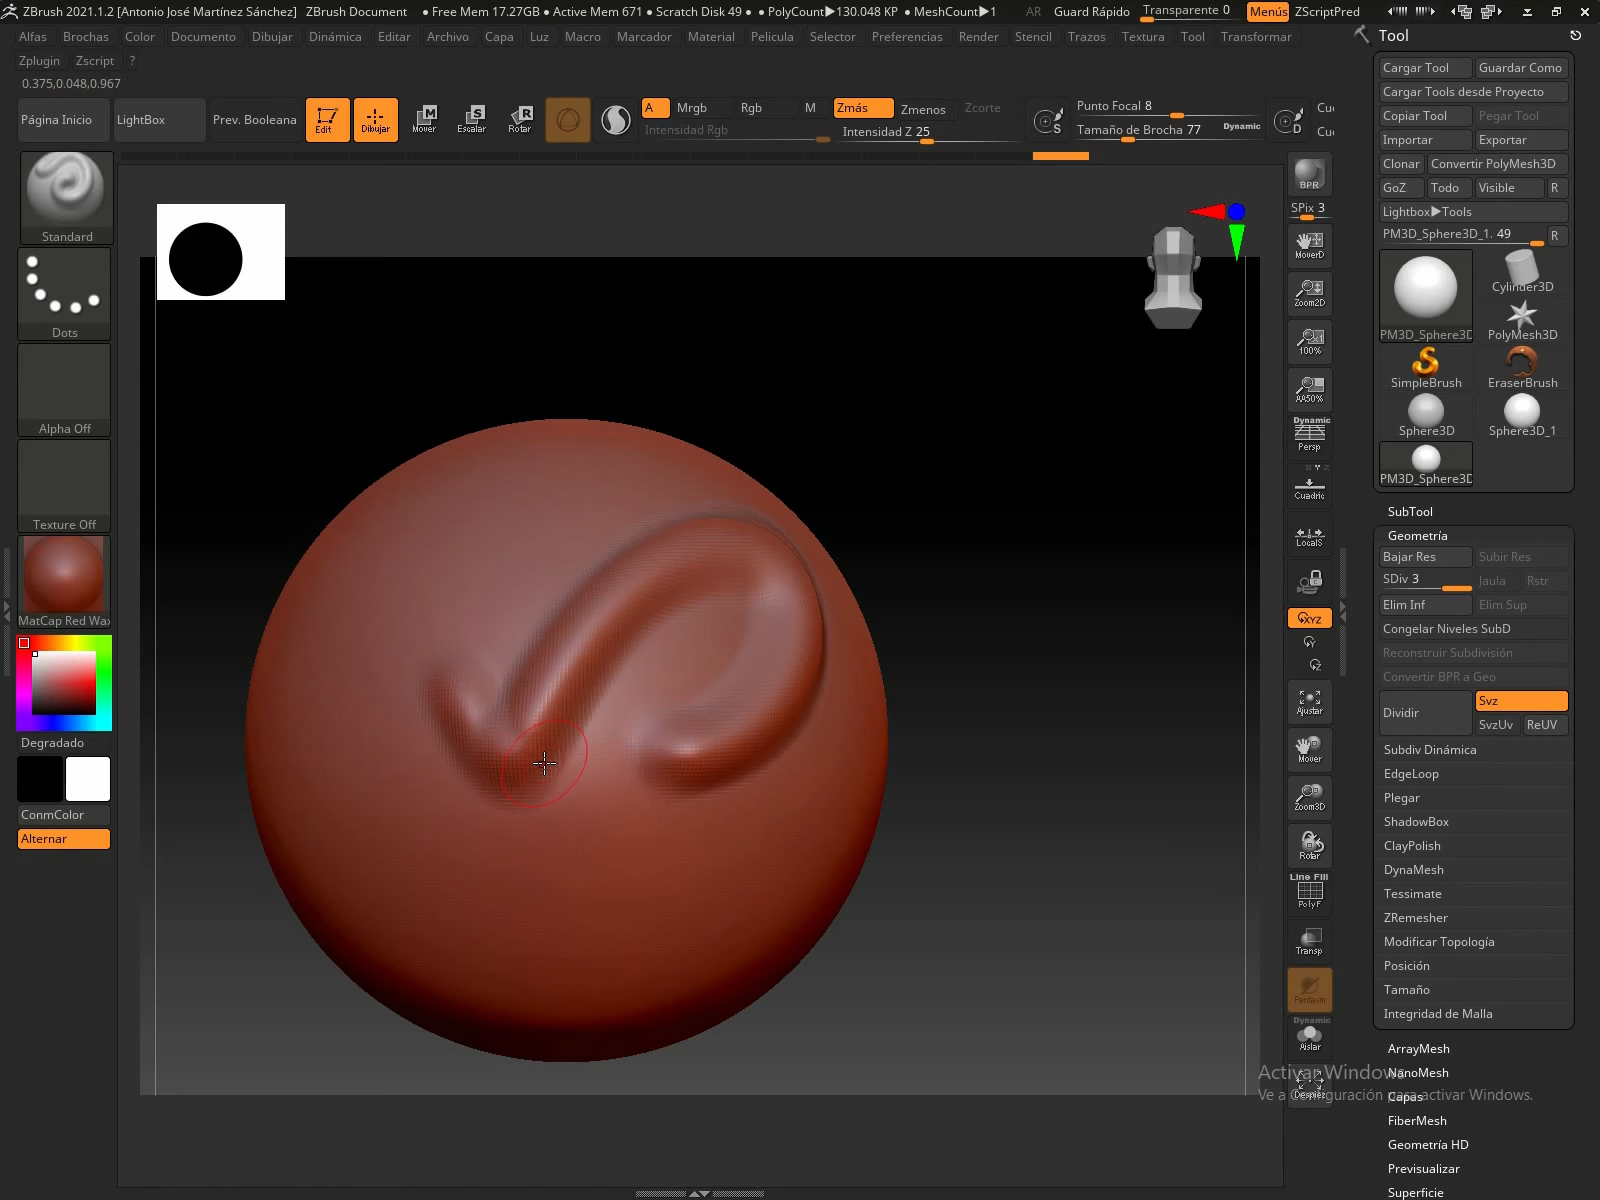 ZBrush 2021.1.2 [Antonio José Martínez Sánchez] ZBrush Document • Free Mem 17.27GB • Active Mem 671 • Scratch Disk 49 • • PolyCount▶130.048 KP • MeshCount▶1 AR Guard Rápido Transparente 0 Menús ZScriptPred
Alfas Brochas Color Documento Dibujar Dinámica Editar Archivo Capa Luz Macro Marcador Material Pelicula Selector Preferencias Render Stencil Trazos Textura Tool Transformar
Zplugin Zscript ?
0.375,0.048,0.967
Página Inicio LightBox Prev. Booleana Edit Dibujar Mover Escalar Rotar
M S R
A Mrgb Rgb M Zmás Zmenos Zcorte
Intensidad Rgb Intensidad Z 25
S Punto Focal 8
Tamaño de Brocha 77 Dynamic D
Standard
Dots
Alpha Off
Texture Off
MatCap Red Wax
Degradado
ConmColor
Alternar
BPR
SPix 3
MoverD
Zoom2D
100%
AA50%
Dynamic
Persp
Cuadric
LocalS
XYZ
Y
Z
Ajustar
Mover
Zoom3D
Rotar
Line Fill
PolyF
Transp
Fantasm
Dynamic
Aislar
Despiez
Tool
Cargar Tool Guardar Como
Cargar Tools desde Proyecto
Copiar Tool Pegar Tool
Importar Exportar
Clonar Convertir PolyMesh3D
GoZ Todo Visible R
Lightbox▶Tools
PM3D_Sphere3D_1. 49 R
Cylinder3D
PM3D_Sphere3D PolyMesh3D
SimpleBrush EraserBrush
Sphere3D Sphere3D_1
PM3D_Sphere3D
SubTool
Geometría
Bajar Res Subir Res
SDiv 3 Jaula Rstr
Elim Inf Elim Sup
Congelar Niveles SubD
Reconstruir Subdivisión
Convertir BPR a Geo
Dividir Svz
SvzUv ReUV
Subdiv Dinámica
EdgeLoop
Plegar
ShadowBox
ClayPolish
DynaMesh
Tessimate
ZRemesher
Modificar Topología
Posición
Tamaño
Integridad de Malla
ArrayMesh
NanoMesh
Capas
FiberMesh
Geometría HD
Previsualizar
Superficie
Activar Windows
Ve a Configuración para activar Windows.